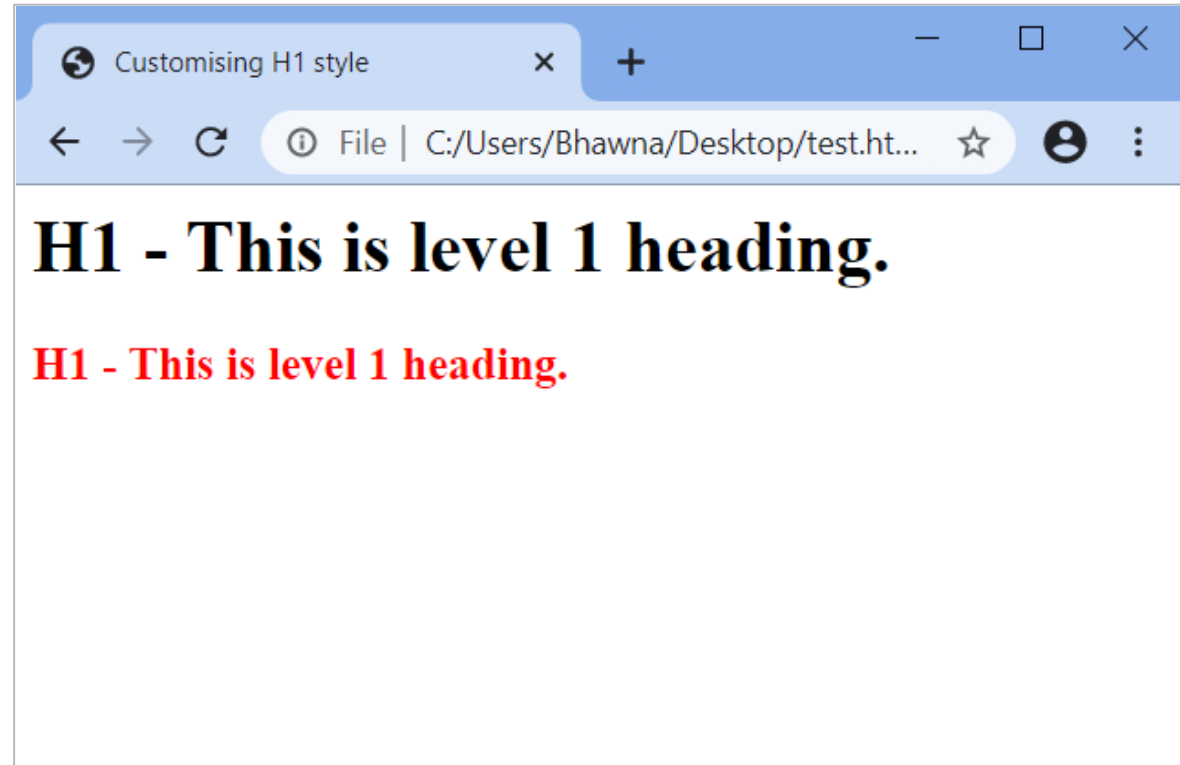 Customising H1 style
File | C:/Users/Bhawna/Desktop/test.ht...
H1 - This is level 1 heading.
H1 - This is level 1 heading.